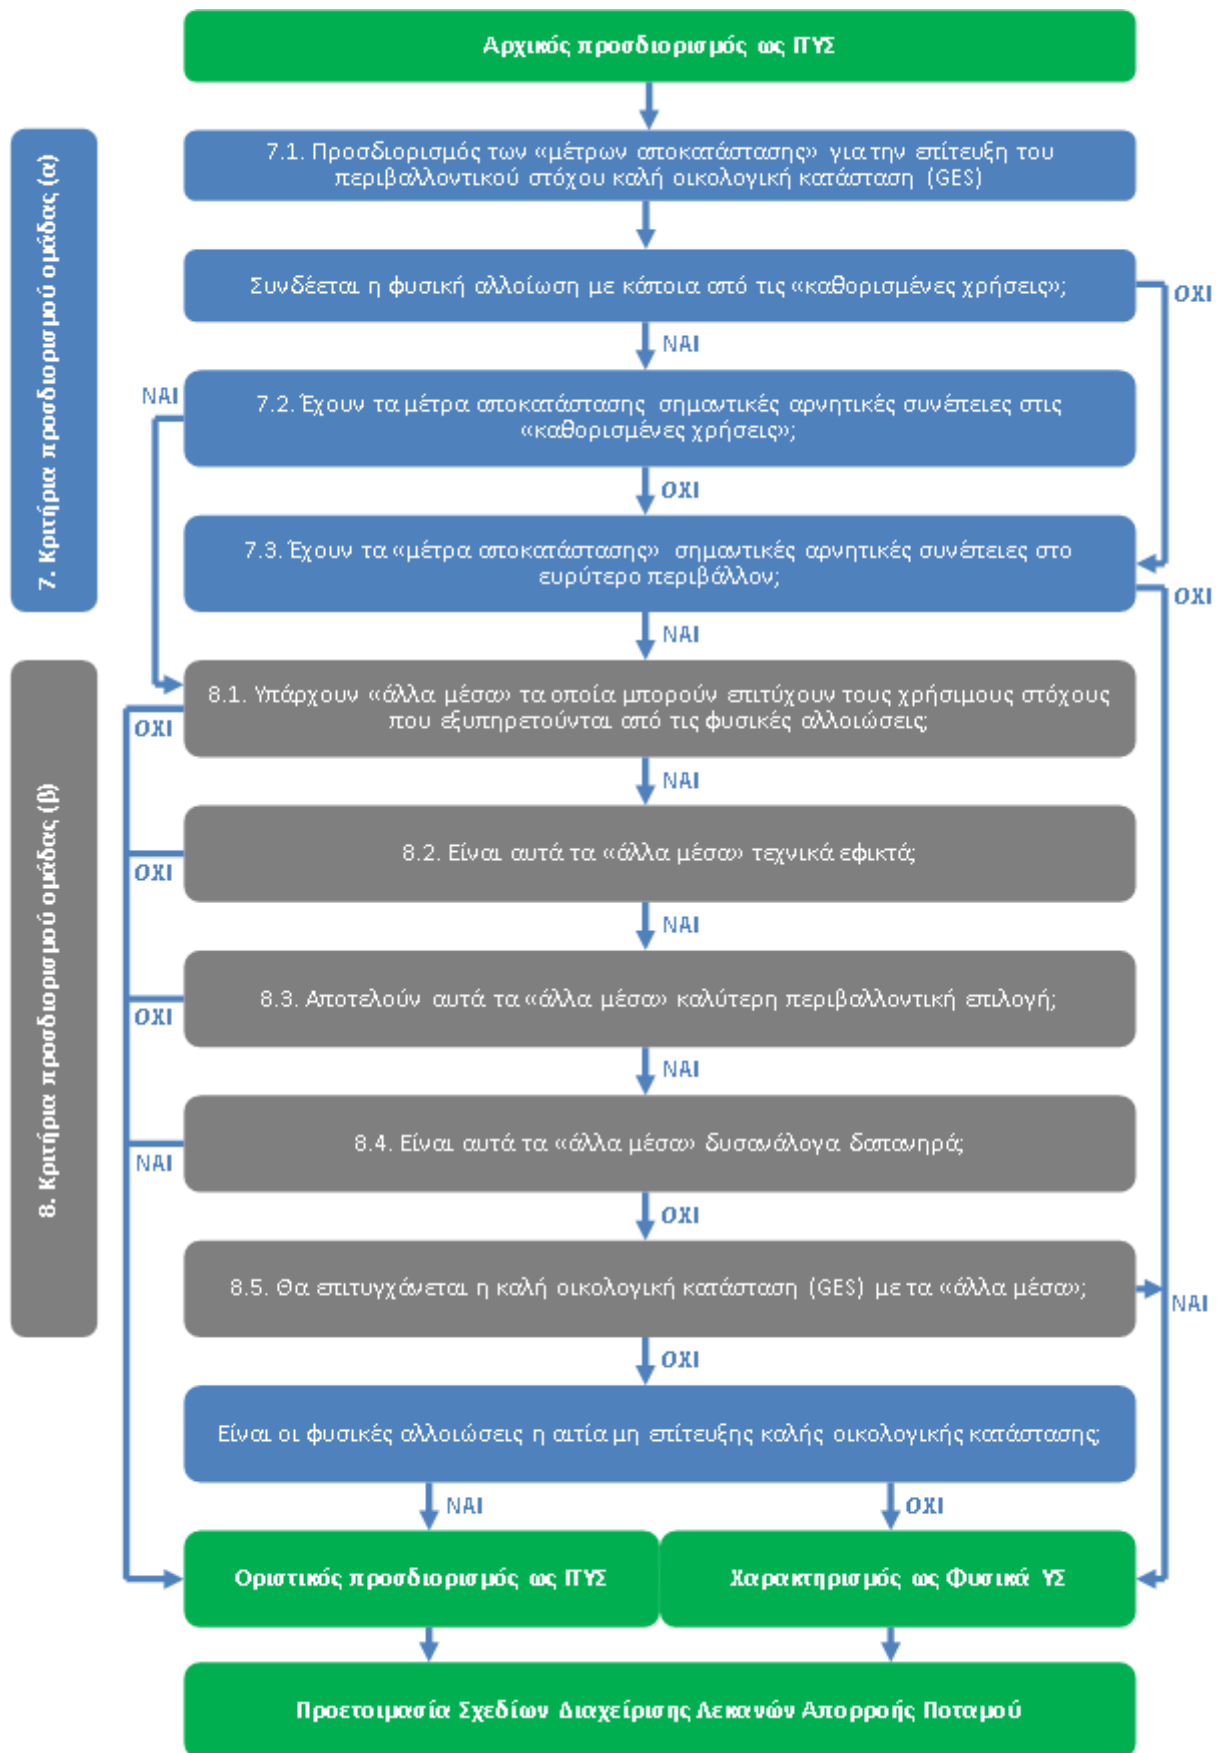 Αρχικός προσδιορισμός ως ΙΤΥΣ
7. Κριτήρια προσδιορισμού ομάδας (α)
7.1. Προσδιορισμός των «μέτρων αποκατάστασης» για την επίτευξη του
περιβαλλοντικού στόχου καλή οικολογική κατάσταση (GES)
Συνδέεται η φυσική αλλοίωση με κάποια από τις «καθορισμένες χρήσεις»;
ΟΧΙ
ΝΑΙ
7.2. Έχουν τα μέτρα αποκατάστασης σημαντικές αρνητικές συνέπειες στις
«καθορισμένες χρήσεις»;
ΝΑΙ
ΟΧΙ
7.3. Έχουν τα «μέτρα αποκατάστασης» σημαντικές αρνητικές συνέπειες στο
ευρύτερο περιβάλλον;
ΟΧΙ
ΝΑΙ
8. Κριτήρια προσδιορισμού ομάδας (β)
8.1. Υπάρχουν «άλλα μέσα» τα οποία μπορούν επιτύχουν τους χρήσιμους στόχους
που εξυπηρετούνται από τις φυσικές αλλοιώσεις;
ΟΧΙ
ΝΑΙ
8.2. Είναι αυτά τα «άλλα μέσα» τεχνικά εφικτά;
ΟΧΙ
ΝΑΙ
8.3. Αποτελούν αυτά τα «άλλα μέσα» καλύτερη περιβαλλοντική επιλογή;
ΟΧΙ
ΝΑΙ
8.4. Είναι αυτά τα «άλλα μέσα» δυσανάλογα δαπανηρά;
ΝΑΙ
ΟΧΙ
8.5. Θα επιτυγχάνεται η καλή οικολογική κατάσταση (GES) με τα «άλλα μέσα»;
ΝΑΙ
ΟΧΙ
Είναι οι φυσικές αλλοιώσεις η αιτία μη επίτευξης καλής οικολογικής κατάστασης;
ΝΑΙ
ΟΧΙ
Οριστικός προσδιορισμός ως ΙΤΥΣ
Χαρακτηρισμός ως Φυσικά ΥΣ
Προετοιμασία Σχεδίων Διαχείρισης Λεκανών Απορροής Ποταμού